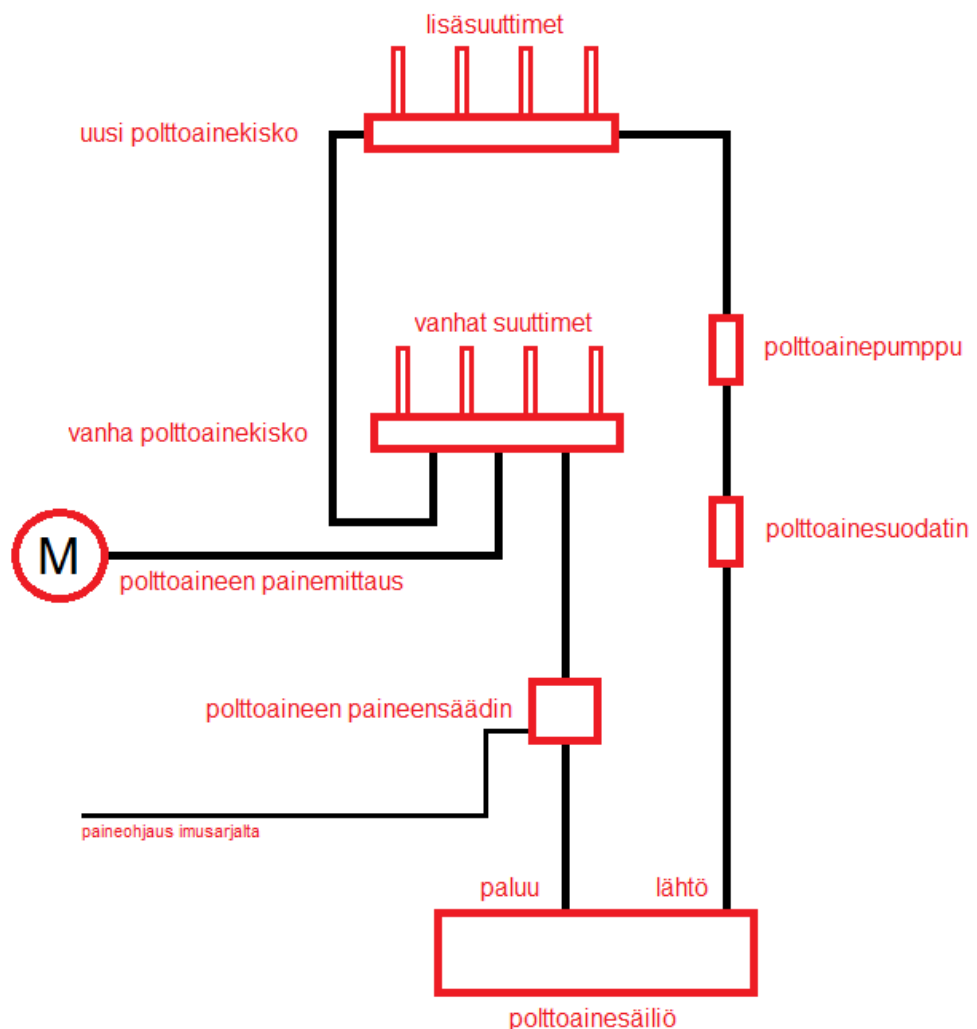 lisäsuuttimet
uusi polttoainekisko
vanhat suuttimet
polttoainepumppu
vanha polttoainekisko
polttoainesuodatin
M
polttoaineen painemittaus
polttoaineen paineensäädin
paineohjaus imusarjalta
paluu
lähtö
polttoainesäiliö